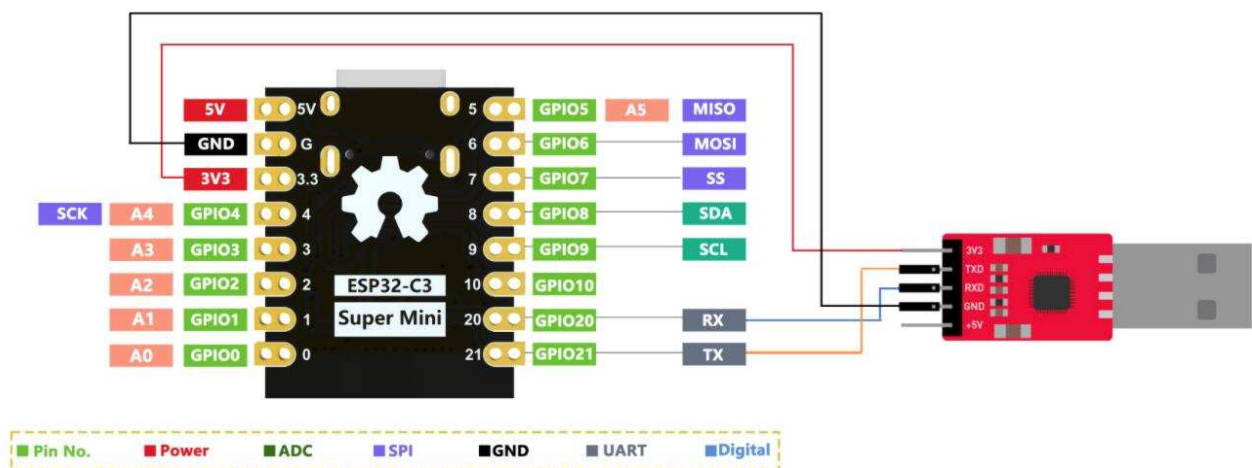 5V 5V 5 GPIO5 A5 MISO
GND G 6 GPIO6 MOSI
3V3 3.3 7 GPIO7 SS
SCK A4 GPIO4 4 8 GPIO8 SDA
A3 GPIO3 3 9 GPIO9 SCL
A2 GPIO2 2 ESP32-C3 10 GPIO10
A1 GPIO1 1 Super Mini 20 GPIO20 RX
A0 GPIO0 0 21 GPIO21 TX
3V3
TXD
RXD
GND
+5V
Pin No. Power ADC SPI GND UART Digital